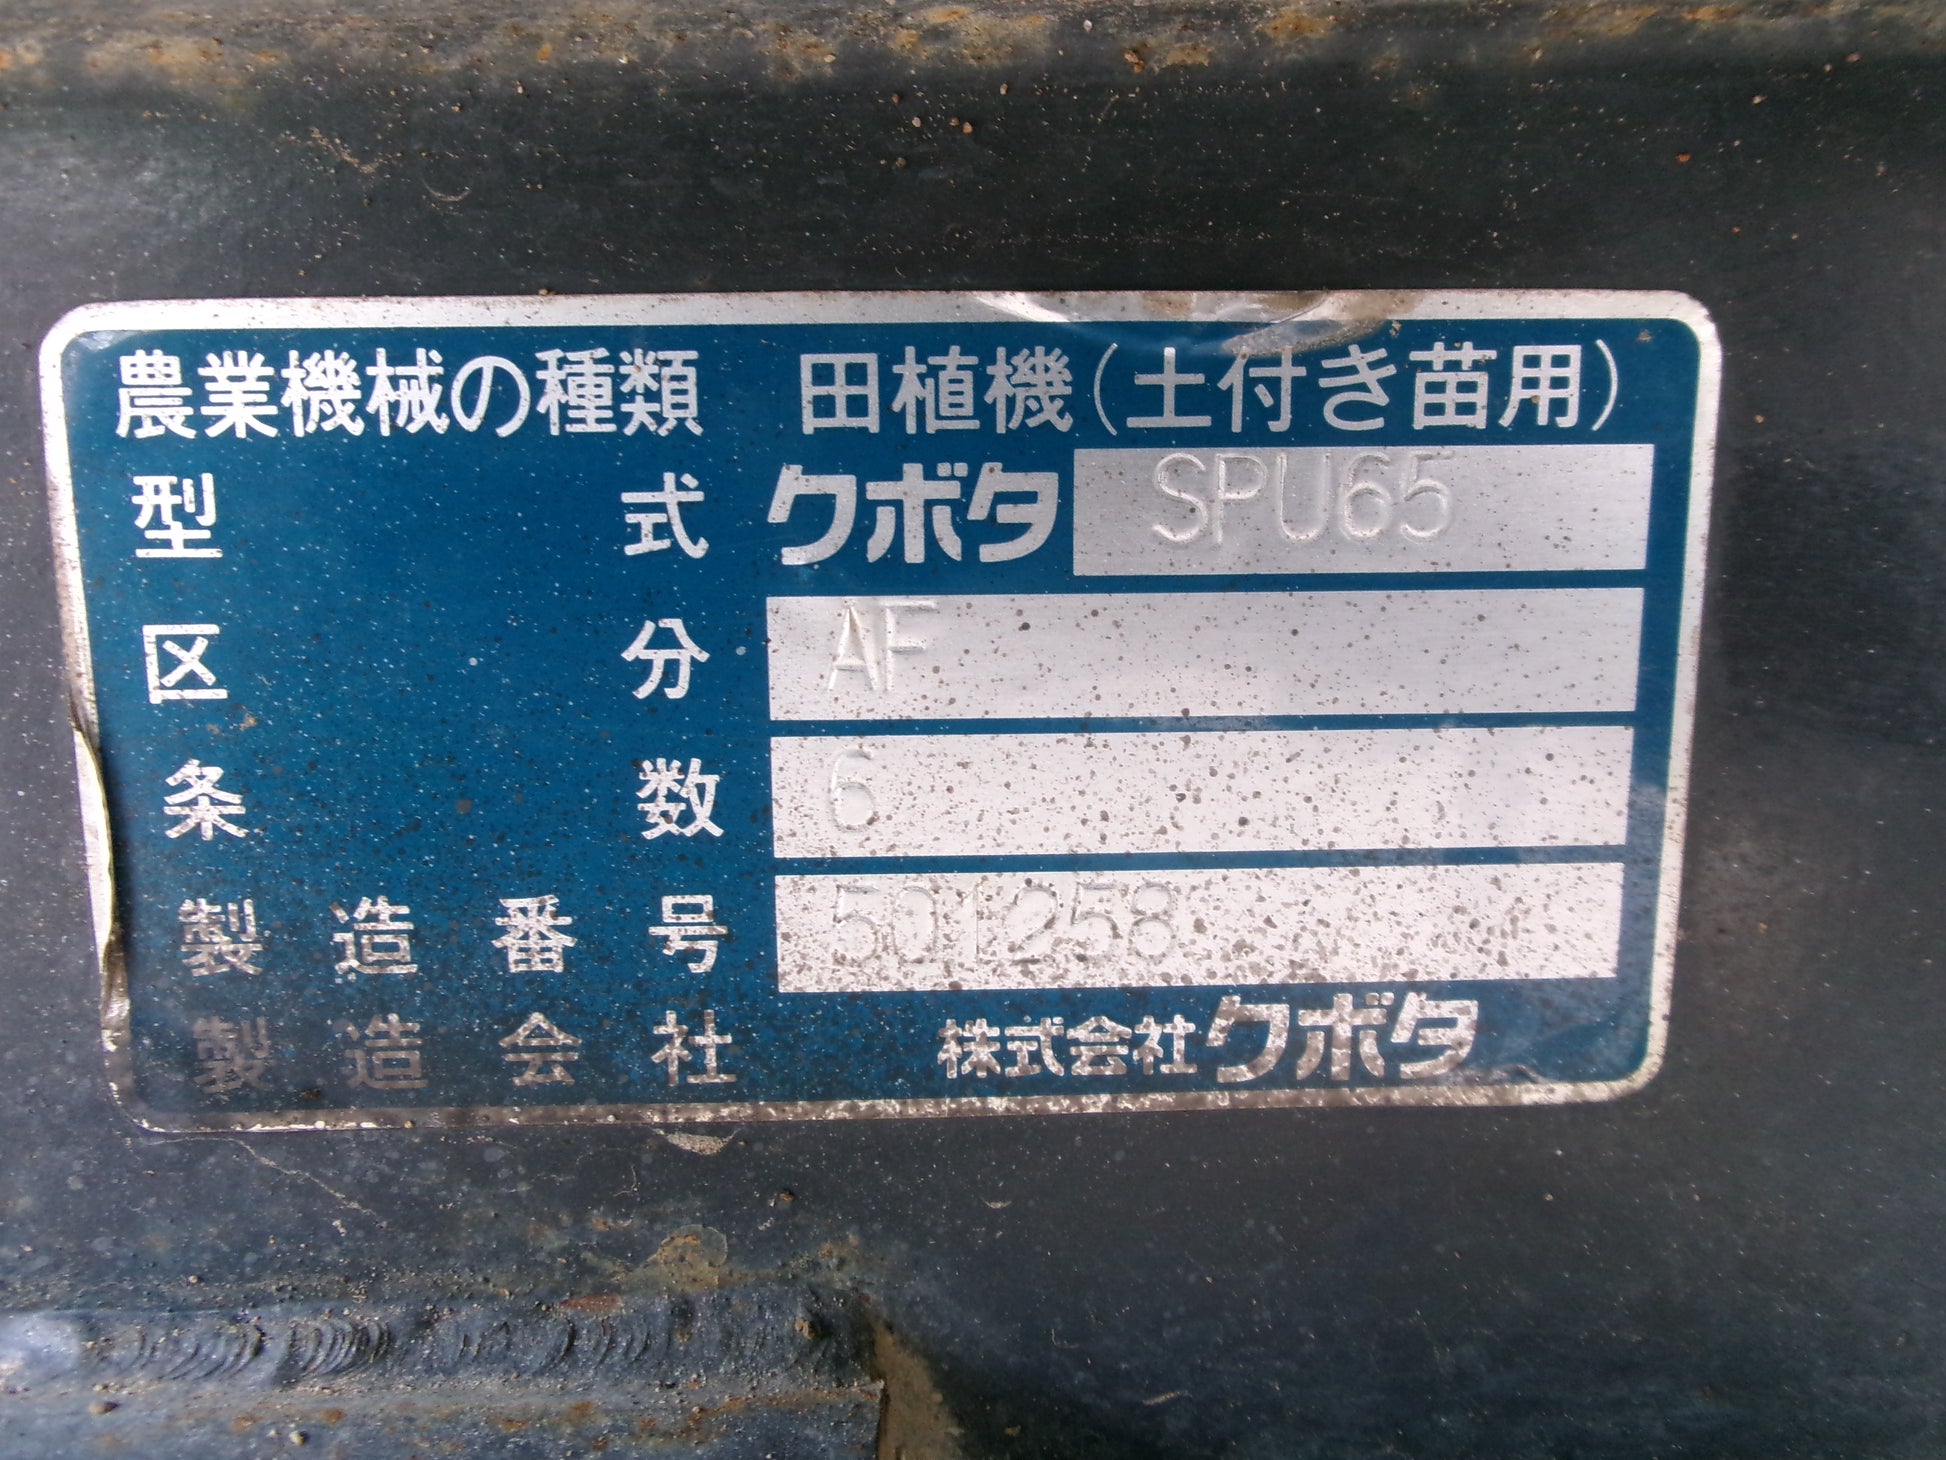 農業機械の種類 田植機(土付き苗用)
型式 クボタ SPU65
区分 AF
条数 6
製造番号 501258
製造会社 株式会社クボタ